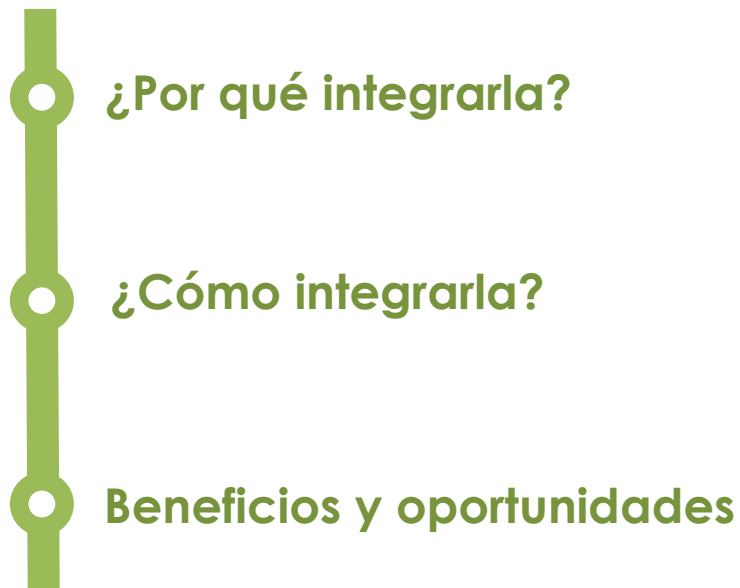 ¿Por qué integrarla?
¿Cómo integrarla?
Beneficios y oportunidades